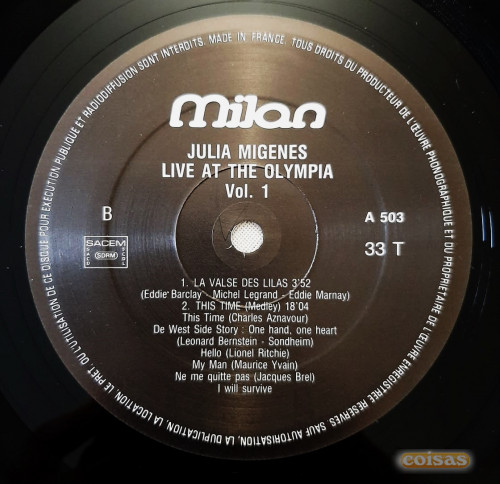 TOUS DROITS DU PRODUCTEUR DE L'ŒUVRE PHONOGRAPHIQUE ET DU PROPRIETAIRE DE L'ŒUVRE ENREGISTREE RESERVES SAUF AUTORISATION, LA DUPLICATION, LA LOCATION, LE PRET, OU L'UTILISATION DE CE DISQUE POUR EXECUTION PUBLIQUE ET RADIODIFFUSION SONT INTERDITS. MADE IN FRANCE.
milan
JULIA MIGENES
LIVE AT THE OLYMPIA
Vol. 1
B
A 503
SACEM
SACD
SDRM
SGDL
33 T
1. LA VALSE DES LILAS 3'52
(Eddie Barclay - Michel Legrand - Eddie Marnay)
2. THIS TIME (Medley) 18'04
This Time (Charles Aznavour)
De West Side Story : One hand, one heart
(Leonard Bernstein - Sondheim)
Hello (Lionel Ritchie)
My Man (Maurice Yvain)
Ne me quitte pas (Jacques Brel)
I will survive
coisas